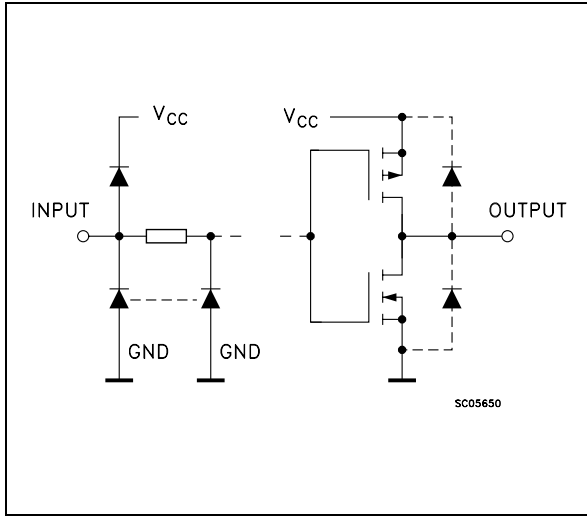 VCC
VCC
INPUT
OUTPUT
GND
GND
SC05650